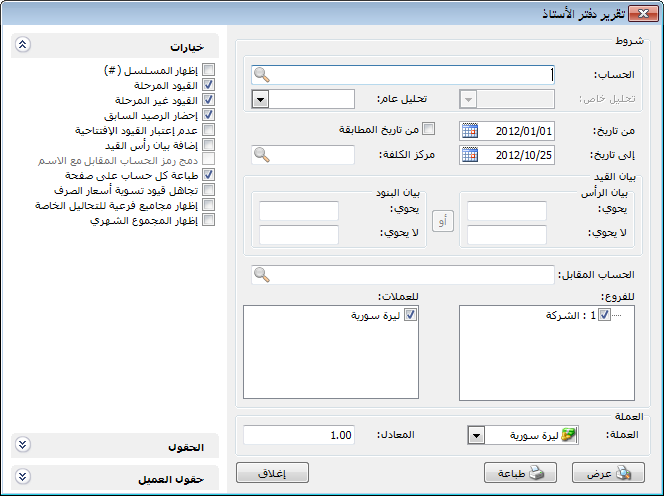 تقرير دفتر الأستاذ
شروط
الحساب: أ
تحليل خاص:
تحليل عام:
من تاريخ: 2012/01/01
من تاريخ المطابقة
إلى تاريخ: 2012/10/25
مركز الكلفة:
بيان القيد
بيان الرأس
يحوي:
لا يحوي:
أو
بيان البنود
يحوي:
لا يحوي:
الحساب المقابل:
للفروع:
1 : الشركة
للعملات:
ليرة سورية
العملة
العملة: ليرة سورية
المعادل: 1.00
عرض
طباعة
إغلاق
خيارات
إظهار المسلسل (#)
القيود المرحلة
القيود غير المرحلة
إحضار الرصيد السابق
عدم إعتبار القيود الإفتتاحية
إضافة بيان رأس القيد
دمج رمز الحساب المقابل مع الاسم
طباعة كل حساب على صفحة
تجاهل قيود تسوية أسعار الصرف
إظهار مجاميع فرعية للتحاليل الخاصة
إظهار المجموع الشهري
الحقول
حقول العميل